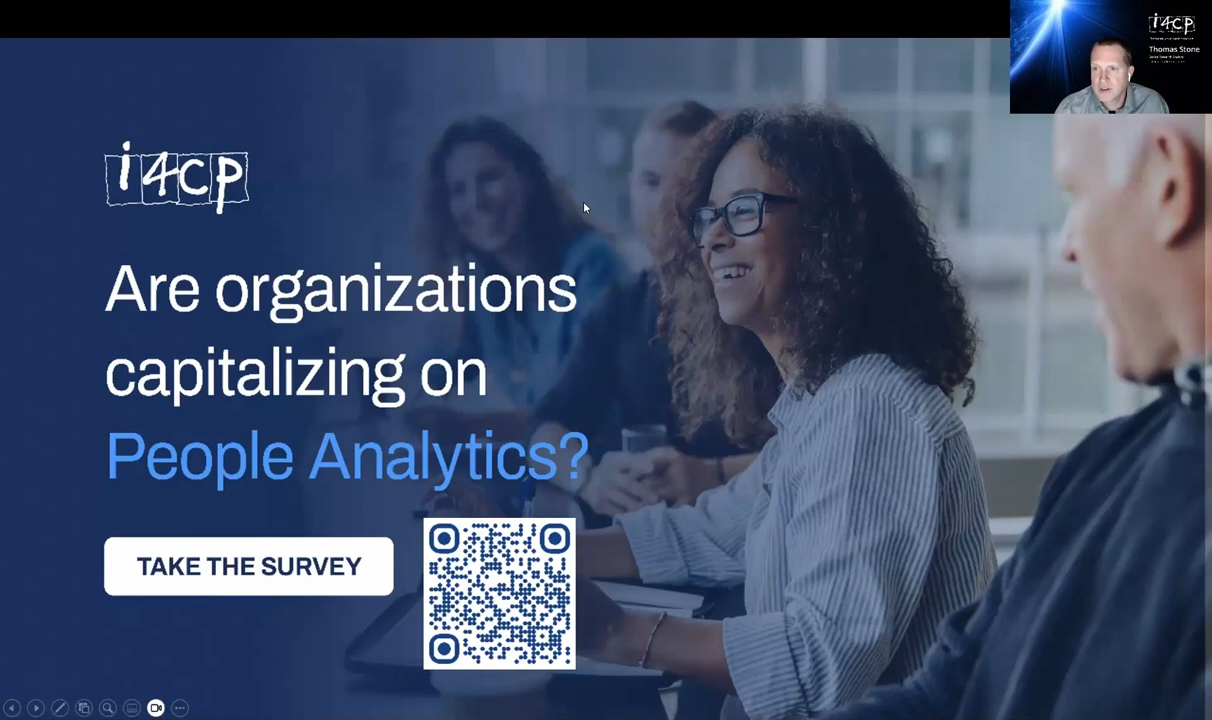 i4cp
Thomas Stone
i4cp
Are organizations
capitalizing on
People Analytics?
TAKE THE SURVEY